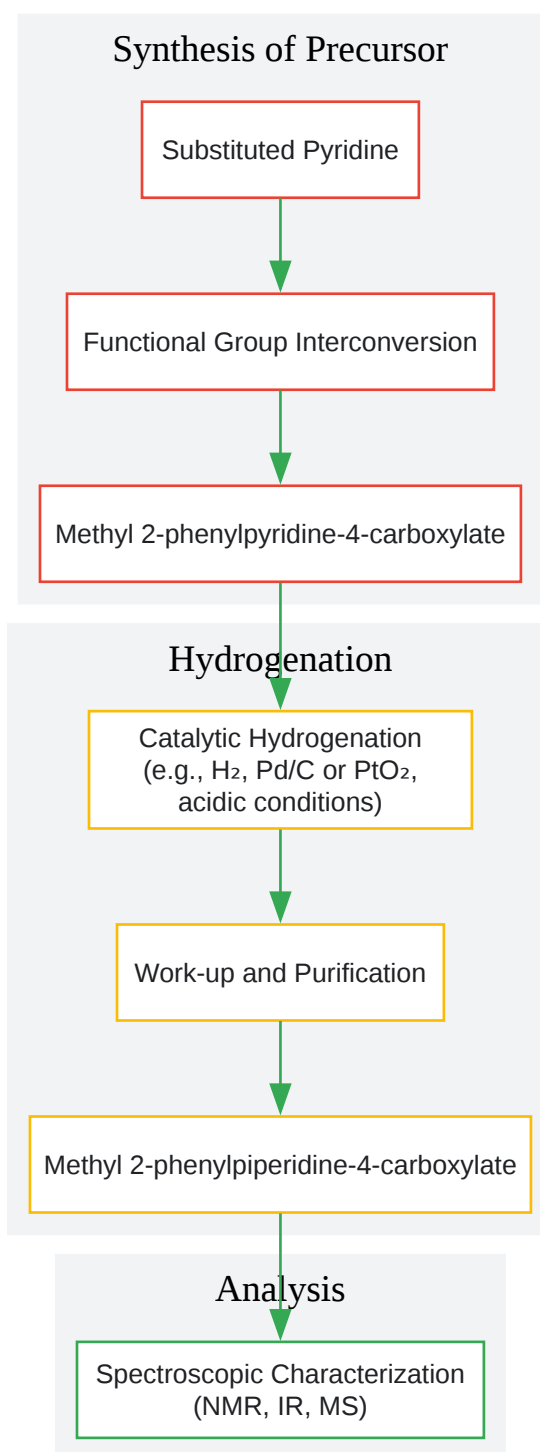 Synthesis of Precursor
Substituted Pyridine
Functional Group Interconversion
Methyl 2-phenylpyridine-4-carboxylate
Hydrogenation
Catalytic Hydrogenation
(e.g., H₂, Pd/C or PtO₂,
acidic conditions)
Work-up and Purification
Methyl 2-phenylpiperidine-4-carboxylate
Analysis
Spectroscopic Characterization
(NMR, IR, MS)